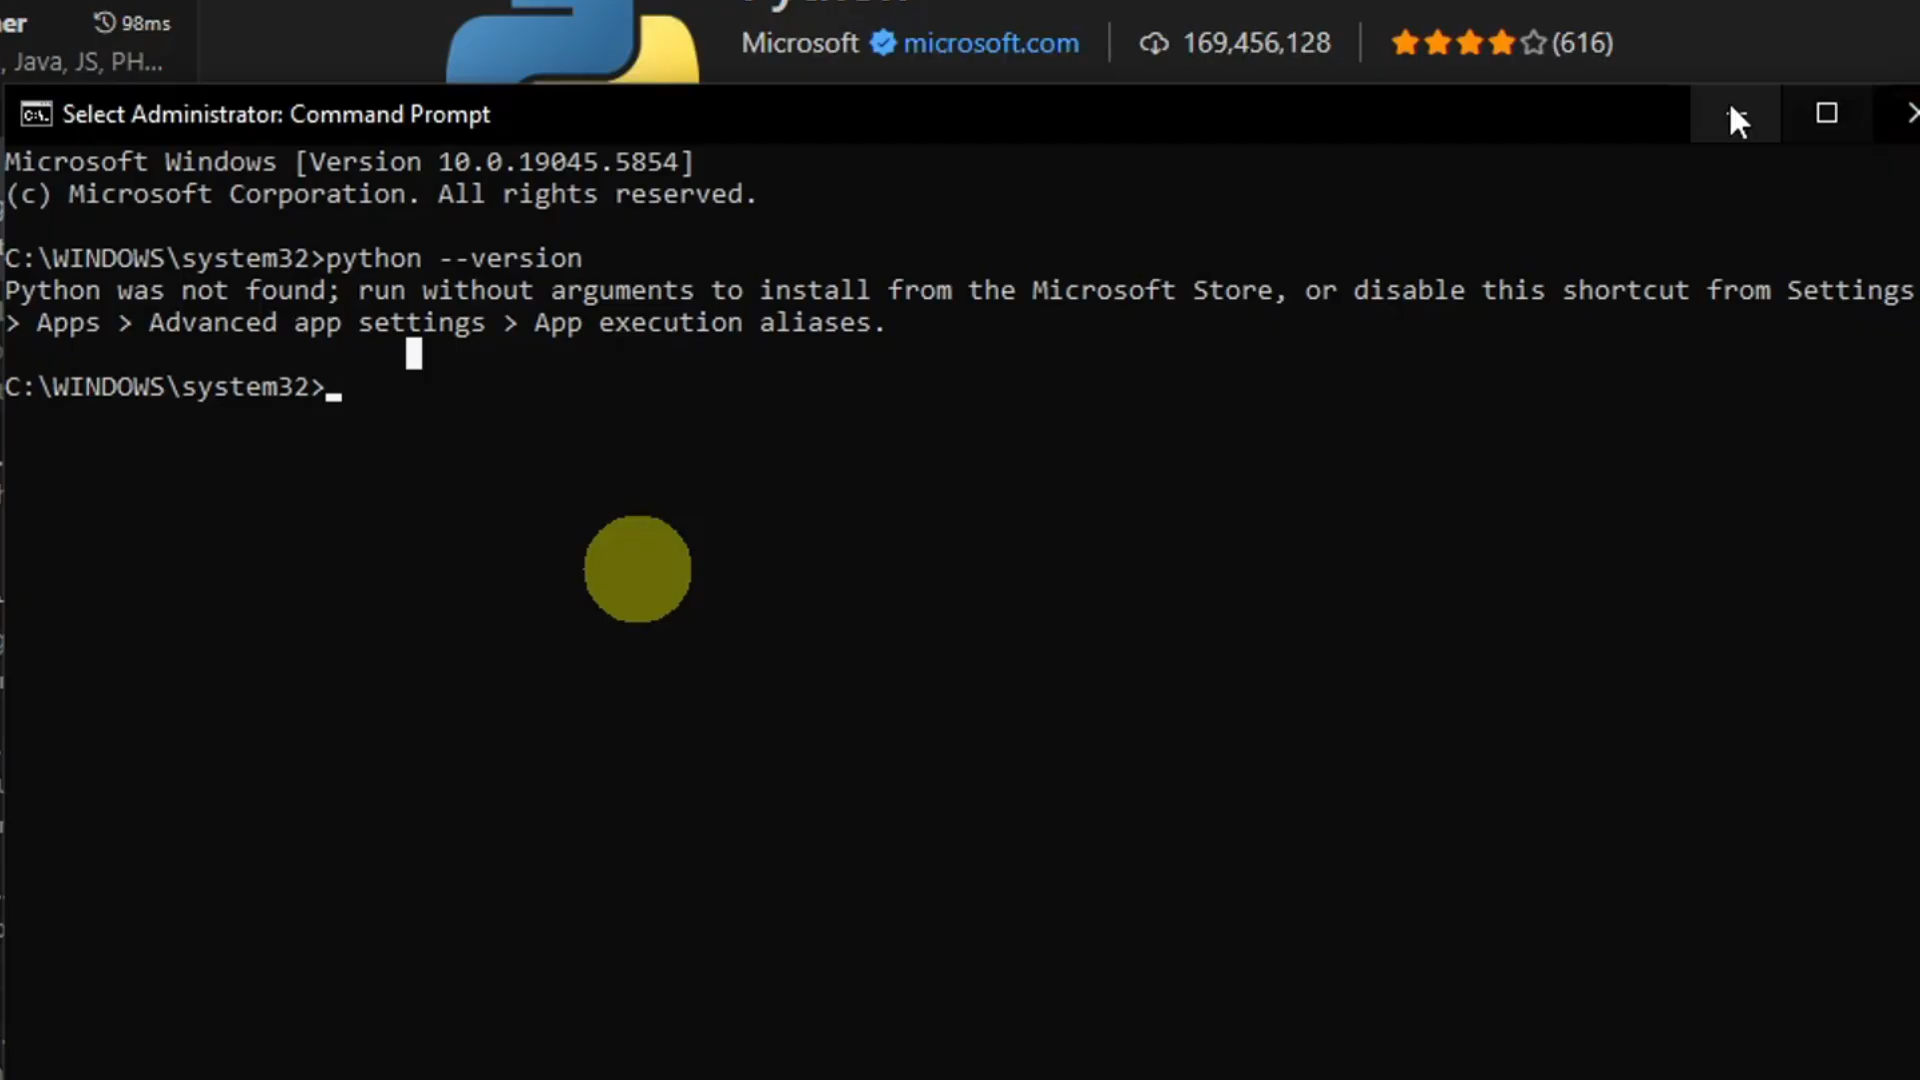 er 98ms
Python
Microsoft microsoft.com 169,456,128 (616)
, Java, JS, PH...
Select Administrator: Command Prompt
Microsoft Windows [Version 10.0.19045.5854]
(c) Microsoft Corporation. All rights reserved.
C:\WINDOWS\system32>python --version
Python was not found; run without arguments to install from the Microsoft Store, or disable this shortcut from Settings
> Apps > Advanced app settings > App execution aliases.
C:\WINDOWS\system32>